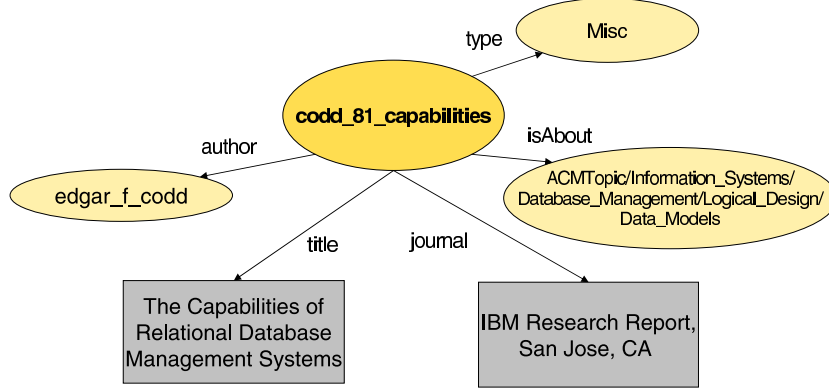 Misc
type
codd_81_capabilities
isAbout
author
ACMTopic/Information_Systems/
Database_Management/Logical_Design/
Data_Models
edgar_f_codd
title
journal
The Capabilities of
Relational Database
Management Systems
IBM Research Report,
San Jose, CA